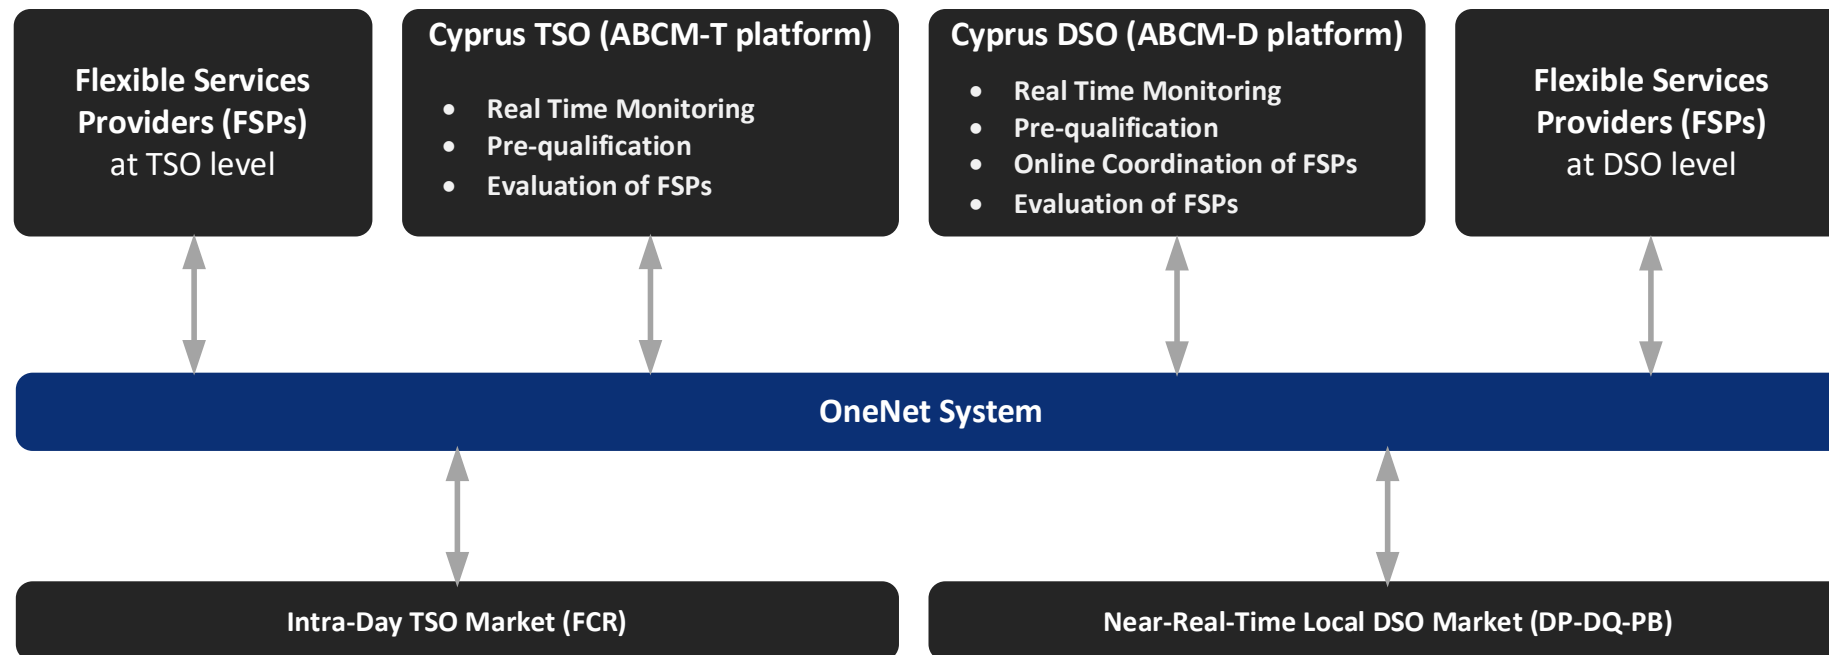 Flexible Services
Providers (FSPs)
at TSO level
Cyprus TSO (ABCM-T platform)
• Real Time Monitoring
• Pre-qualification
• Evaluation of FSPs
Cyprus DSO (ABCM-D platform)
• Real Time Monitoring
• Pre-qualification
• Online Coordination of FSPs
• Evaluation of FSPs
Flexible Services
Providers (FSPs)
at DSO level
OneNet System
Intra-Day TSO Market (FCR)
Near-Real-Time Local DSO Market (DP-DQ-PB)